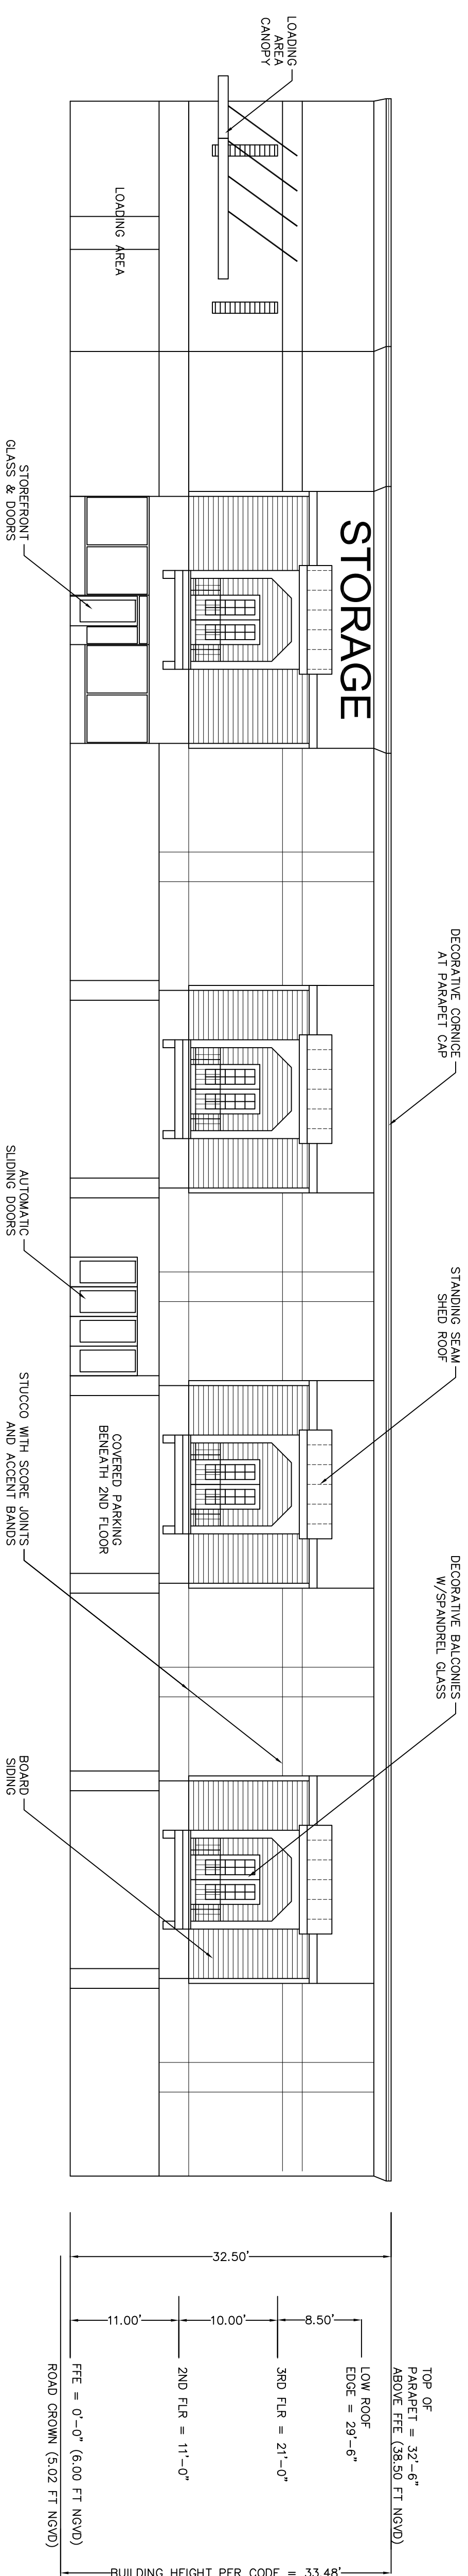 LOADING
AREA
CANOPY
LOADING AREA
STOREFRONT
GLASS & DOORS
STORAGE
DECORATIVE CORNICE
AT PARAPET CAP
AUTOMATIC
SLIDING DOORS
STANDING SEAM
SHED ROOF
COVERED PARKING
BENEATH 2ND FLOOR
STUCCO WITH SCORE JOINTS
AND ACCENT BANDS
DECORATIVE BALCONIES
W/SPANDREL GLASS
BOARD
SIDING
32.50'
11.00'
10.00'
8.50'
TOP OF
PARAPET = 32'-6"
ABOVE FFE (38.50 FT NGVD)
LOW ROOF
EDGE = 29'-6"
3RD FLR = 21'-0"
2ND FLR = 11'-0"
FFE = 0'-0" (6.00 FT NGVD)
ROAD CROWN (5.02 FT NGVD)
BUILDING HEIGHT PER CODE = 33.48'